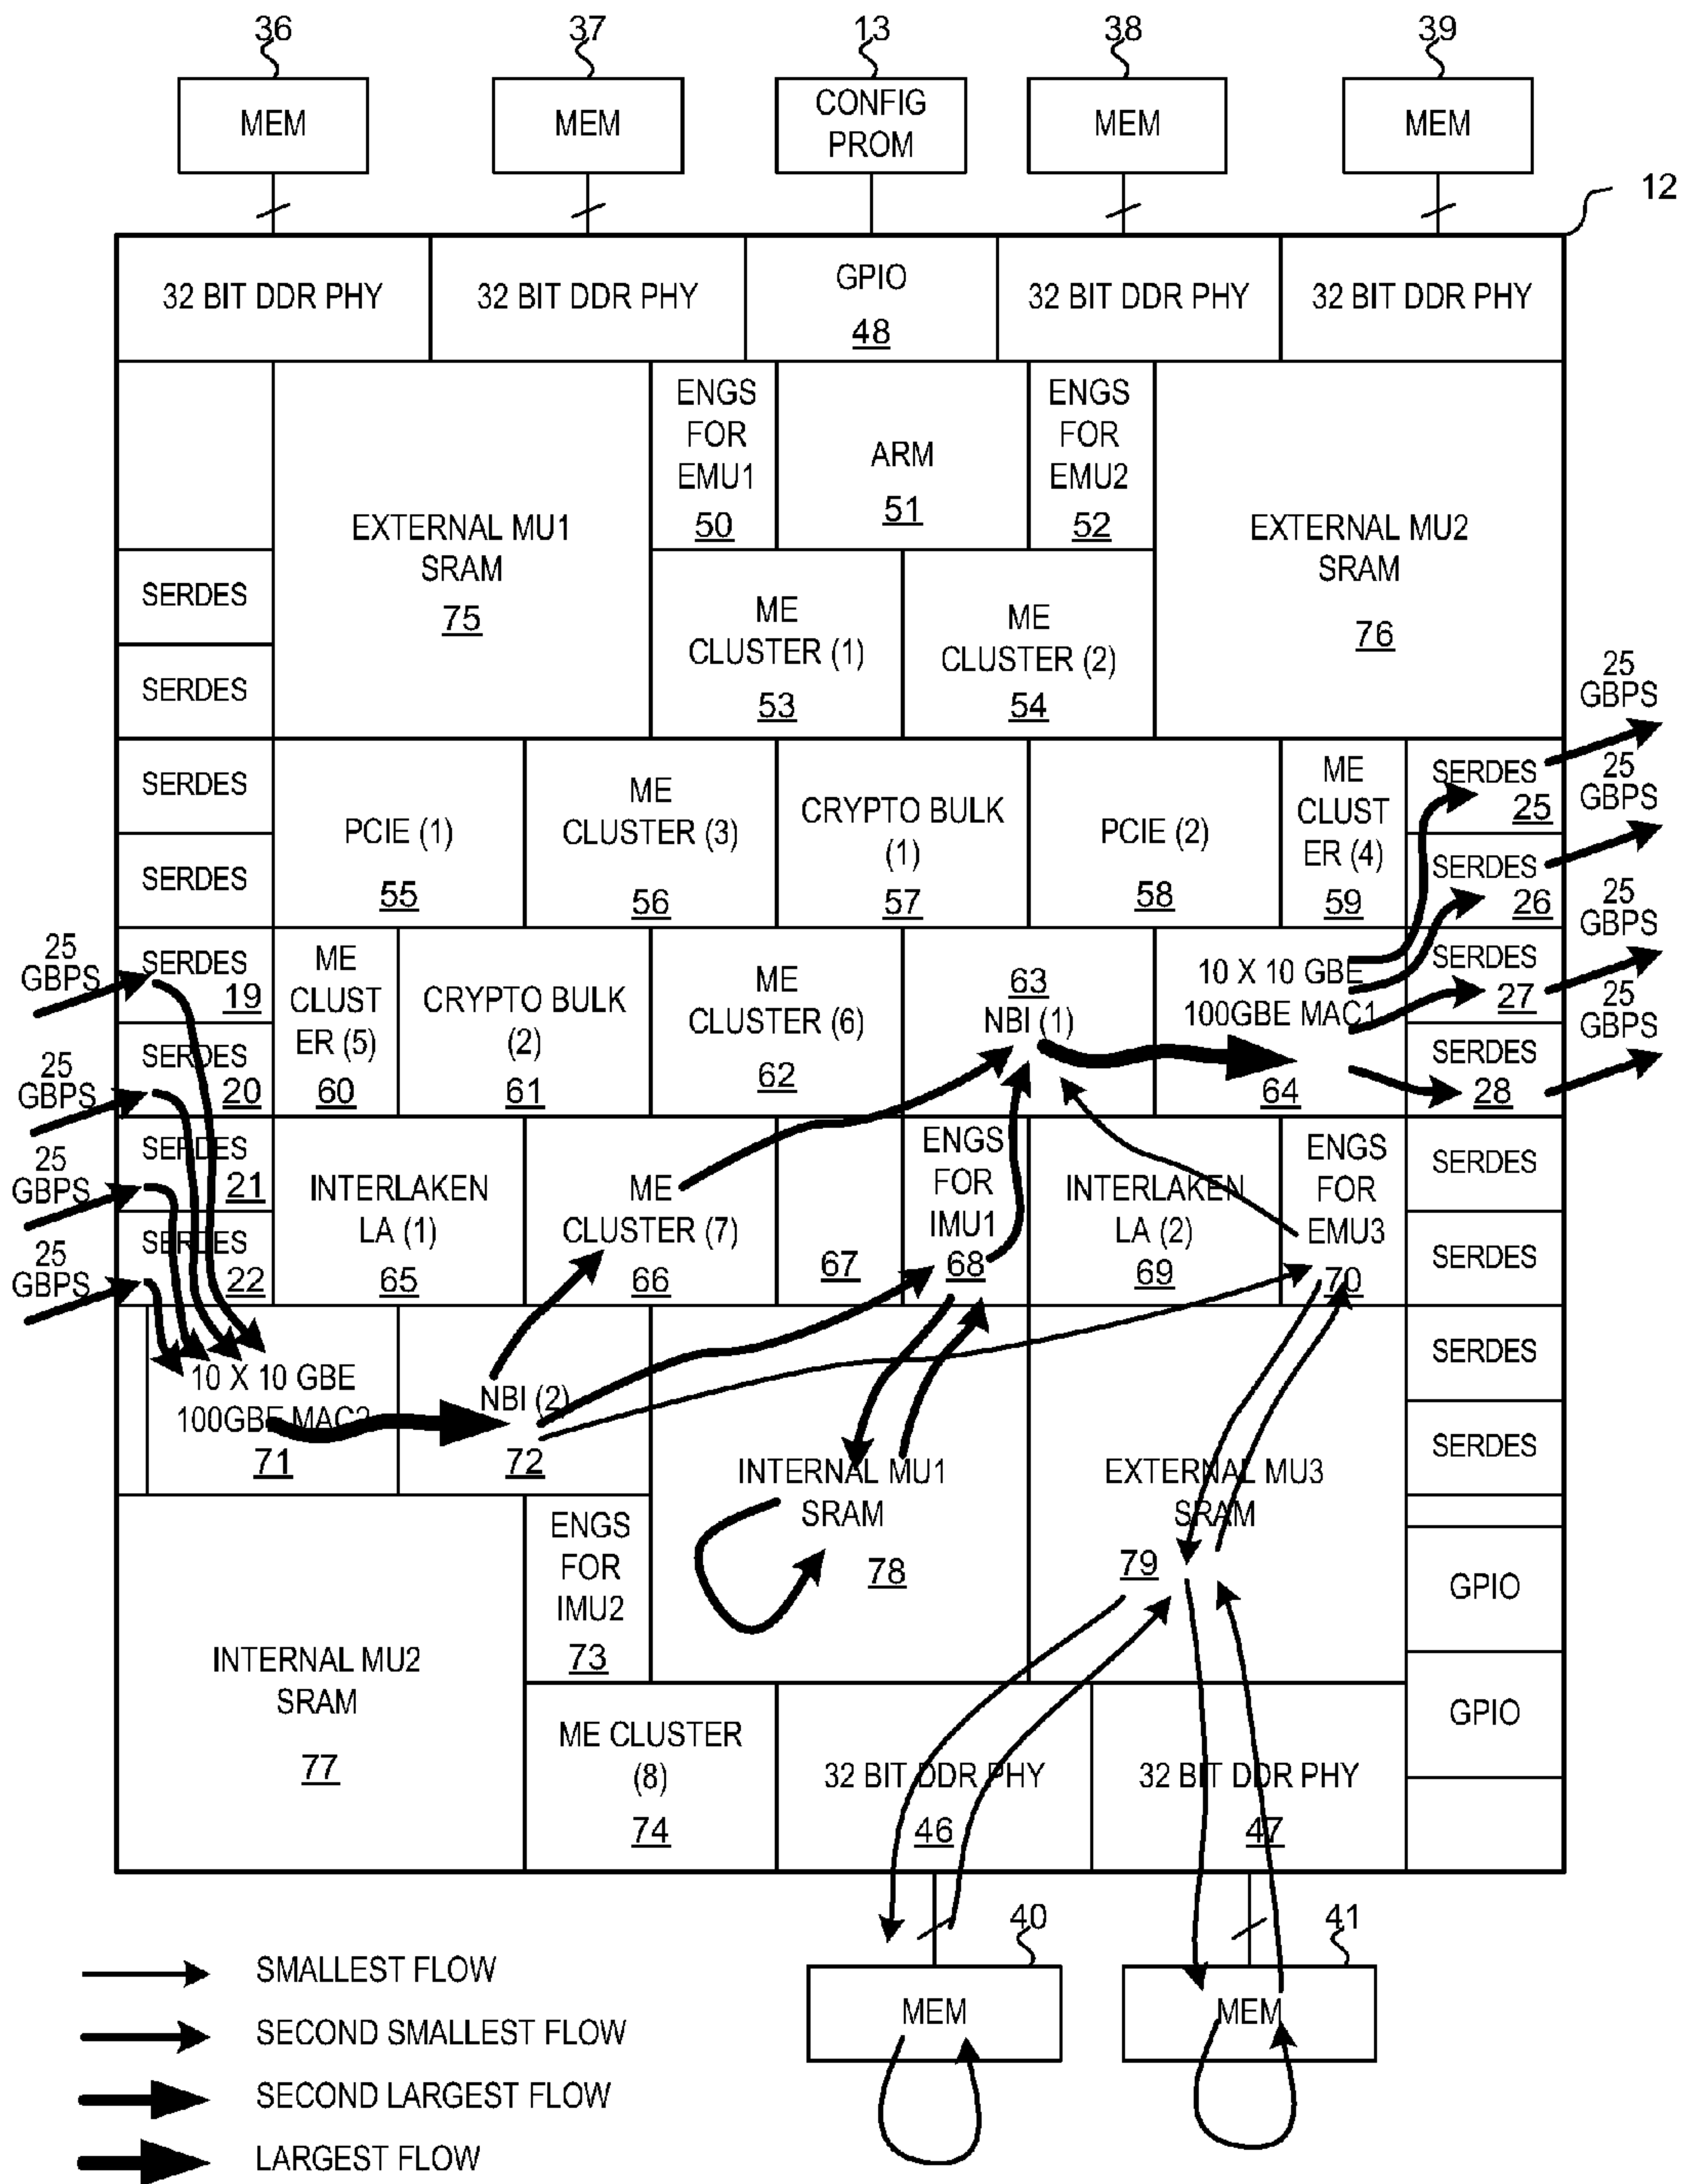 36
37
13
38
39
MEM
MEM
CONFIG
PROM
MEM
MEM
12
32 BIT DDR PHY
32 BIT DDR PHY
GPIO
48
32 BIT DDR PHY
32 BIT DDR PHY
EXTERNAL MU1
SRAM
75
ENGS
FOR
EMU1
50
ARM
51
ENGS
FOR
EMU2
52
EXTERNAL MU2
SRAM
76
SERDES
SERDES
ME
CLUSTER (1)
53
ME
CLUSTER (2)
54
SERDES
SERDES
PCIE (1)
55
ME
CLUSTER (3)
56
CRYPTO BULK
(1)
57
PCIE (2)
58
ME
CLUST
ER (4)
59
SERDES
25
SERDES
26
25
GBPS
25
GBPS
25
GBPS
25
GBPS
25
GBPS
25
GBPS
25
GBPS
25
GBPS
SERDES
19
SERDES
20
ME
CLUST
ER (5)
60
CRYPTO BULK
(2)
61
ME
CLUSTER (6)
62
63
NBI (1)
10 X 10 GBE
100GBE MAC1
64
SERDES
27
SERDES
28
SERDES
21
SERDES
22
INTERLAKEN
LA (1)
65
ME
CLUSTER (7)
66
67
ENGS
FOR
IMU1
68
INTERLAKEN
LA (2)
69
ENGS
FOR
EMU3
70
SERDES
SERDES
10 X 10 GBE
100GBE MAC2
71
NBI (2)
72
INTERNAL MU1
SRAM
78
EXTERNAL MU3
SRAM
79
SERDES
SERDES
INTERNAL MU2
SRAM
77
ENGS
FOR
IMU2
73
GPIO
GPIO
ME CLUSTER
(8)
74
32 BIT DDR PHY
46
32 BIT DDR PHY
47
40
41
MEM
MEM
SMALLEST FLOW
SECOND SMALLEST FLOW
SECOND LARGEST FLOW
LARGEST FLOW